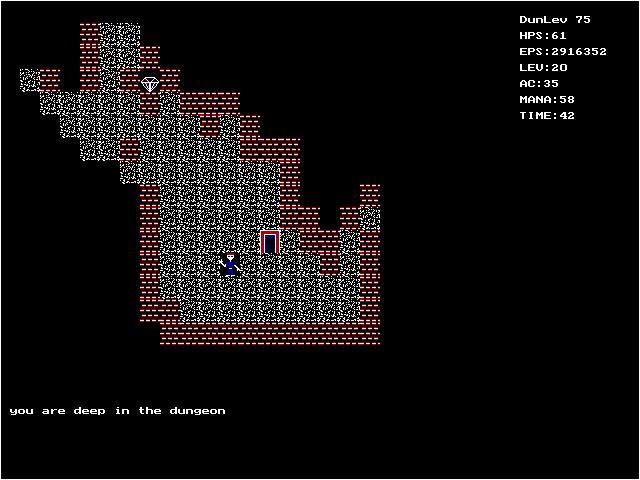 DunLev 75
HPS:61
EPS:2916352
LEV:20
AC:35
MANA:58
TIME:42
you are deep in the dungeon